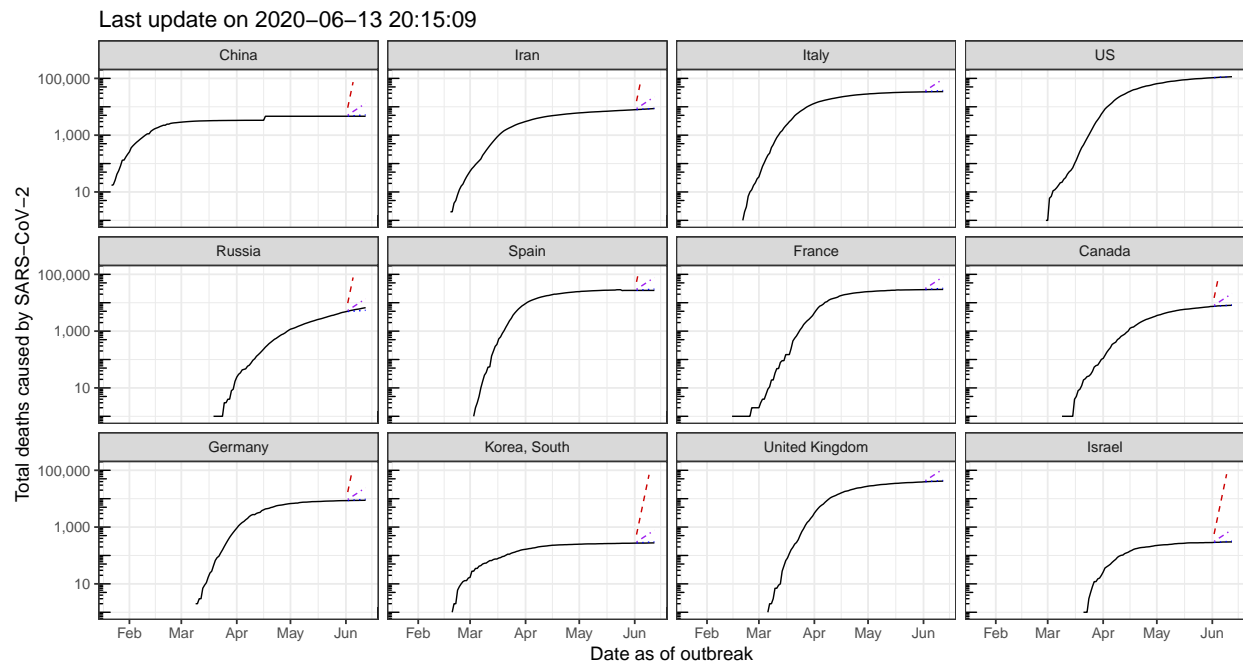 Last update on 2020−06−13 20:15:09
China
Iran
Italy
US
100,000
1,000
10
Russia
Spain
France
Canada
100,000
1,000
10
Germany
Korea, South
United Kingdom
Israel
100,000
1,000
10
Feb Mar Apr May Jun
Feb Mar Apr May Jun
Feb Mar Apr May Jun
Feb Mar Apr May Jun
Date as of outbreak
Total deaths caused by SARS−CoV−2